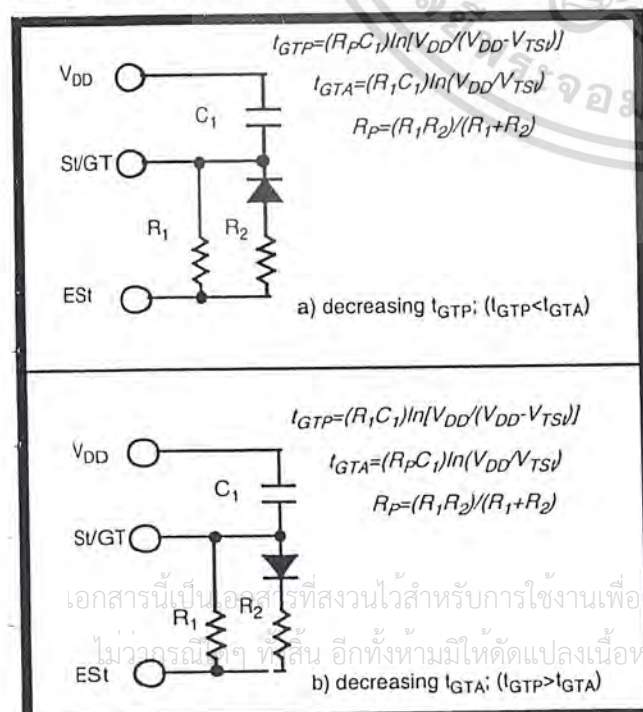 t_GTP=(R_PC_1)ln[V_DD/(V_DD-V_TSt)]
V_DD
t_GTA=(R_1C_1)ln(V_DD/V_TSt)
C_1
R_P=(R_1R_2)/(R_1+R_2)
St/GT
R_1
R_2
ESt
a) decreasing t_GTP; (t_GTP<t_GTA)
t_GTP=(R_1C_1)ln[V_DD/(V_DD-V_TSt)]
V_DD
t_GTA=(R_PC_1)ln(V_DD/V_TSt)
C_1
R_P=(R_1R_2)/(R_1+R_2)
St/GT
เอกสารนี้เป็นเอกสารที่สงวนไว้สำหรับการใช้งานเพื่อ
R_1
R_2
ไม่ว่ากรณีใดๆ ทั้งสิ้น อีกทั้งห้ามมิให้ดัดแปลงเนื้อห
ESt
b) decreasing t_GTA; (t_GTP>t_GTA)